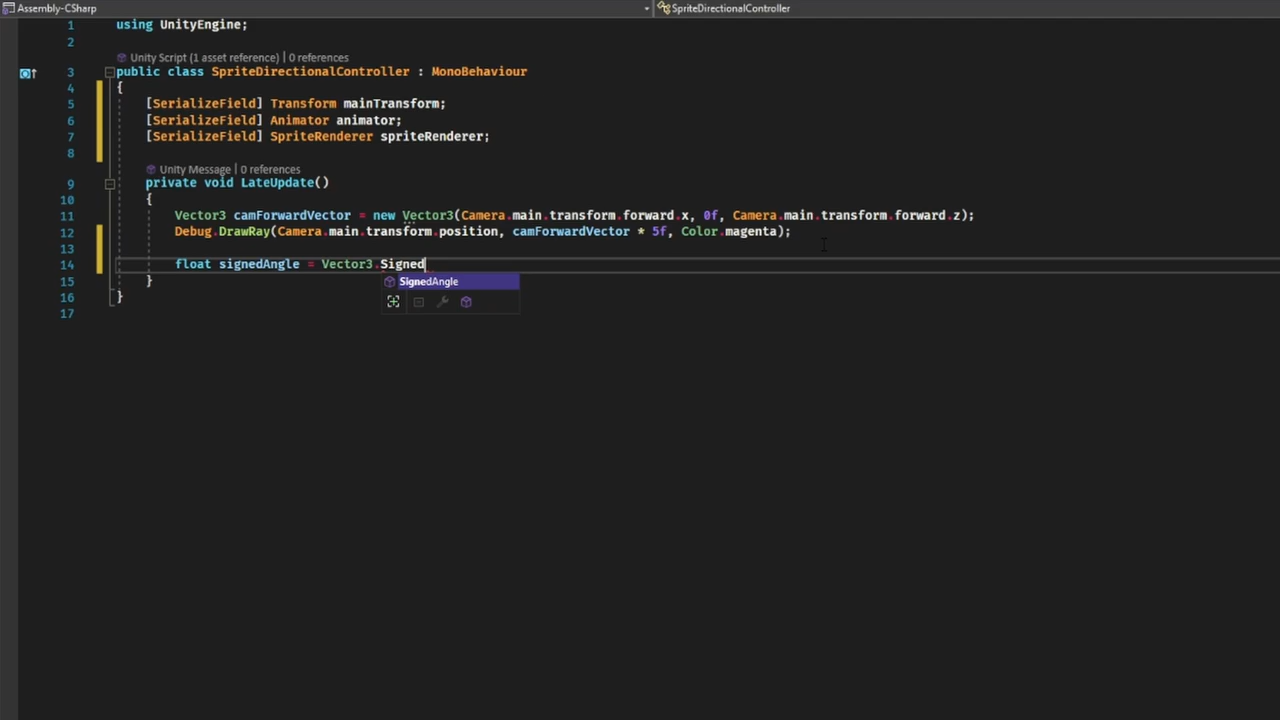 Assembly-CSharp SpriteDirectionalController
1 using UnityEngine;
2
Unity Script (1 asset reference) | 0 references
3 public class SpriteDirectionalController : MonoBehaviour
4 {
5 [SerializeField] Transform mainTransform;
6 [SerializeField] Animator animator;
7 [SerializeField] SpriteRenderer spriteRenderer;
8
Unity Message | 0 references
9 private void LateUpdate()
10 {
11 Vector3 camForwardVector = new Vector3(Camera.main.transform.forward.x, 0f, Camera.main.transform.forward.z);
12 Debug.DrawRay(Camera.main.transform.position, camForwardVector * 5f, Color.magenta);
13
14 float signedAngle = Vector3.Signed
SignedAngle
15 }
16 }
17